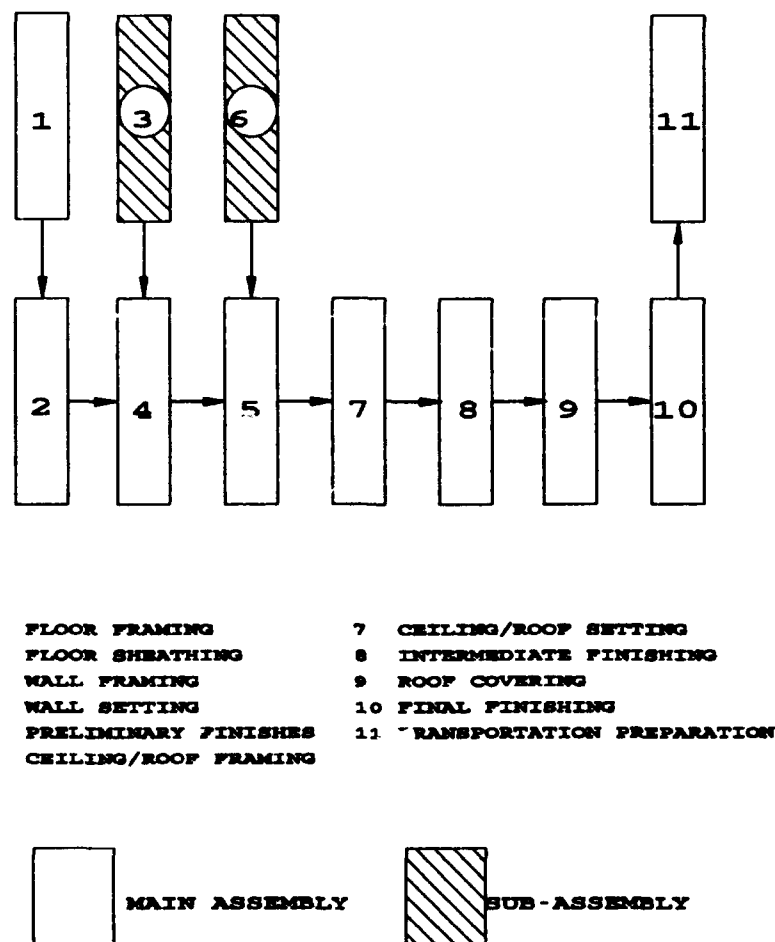 1 3 6 11
2 4 5 7 8 9 10
FLOOR FRAMING 7 CEILING/ROOF SETTING
FLOOR SHEATHING 8 INTERMEDIATE FINISHING
WALL FRAMING 9 ROOF COVERING
WALL SETTING 10 FINAL FINISHING
PRELIMINARY FINISHES 11 TRANSPORTATION PREPARATION
CEILING/ROOF FRAMING
MAIN ASSEMBLY SUB-ASSEMBLY